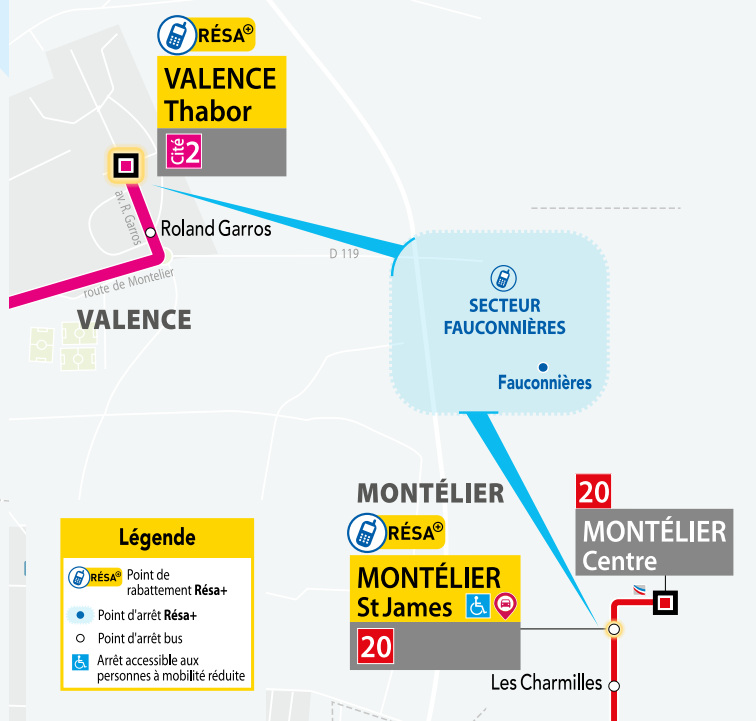 RÉSA+
VALENCE
Thabor
Cité 2
av. R. Garros
Roland Garros
D 119
route de Montelier
VALENCE
SECTEUR
FAUCONNIÈRES
Fauconnières
MONTÉLIER
RÉSA+
MONTÉLIER
St James
20
20
MONTÉLIER
Centre
Les Charmilles
Légende
RÉSA+ Point de
rabattement Résa+
Point d'arrêt Résa+
Point d'arrêt bus
Arrêt accessible aux
personnes à mobilité réduite